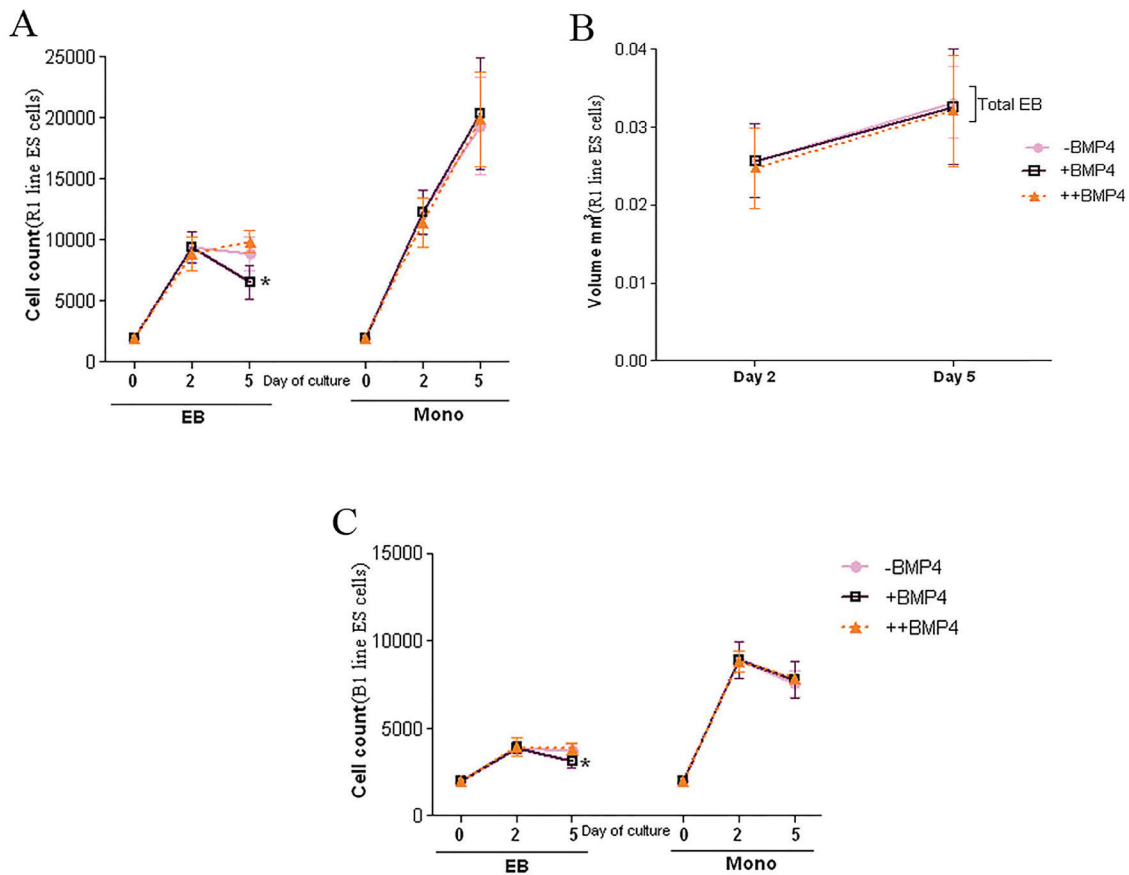 A
Cell count(R1 line ES cells)
25000
20000
15000
10000
5000
0
*
0 2 5 Day of culture 0 2 5
EB Mono
B
Volume mm³(R1 line ES cells)
0.04
0.03
0.02
0.01
0.00
Total EB
-BMP4
+BMP4
++BMP4
Day 2 Day 5
C
Cell count(B1 line ES cells)
15000
10000
5000
0
*
-BMP4
+BMP4
++BMP4
0 2 5 Day of culture 0 2 5
EB Mono